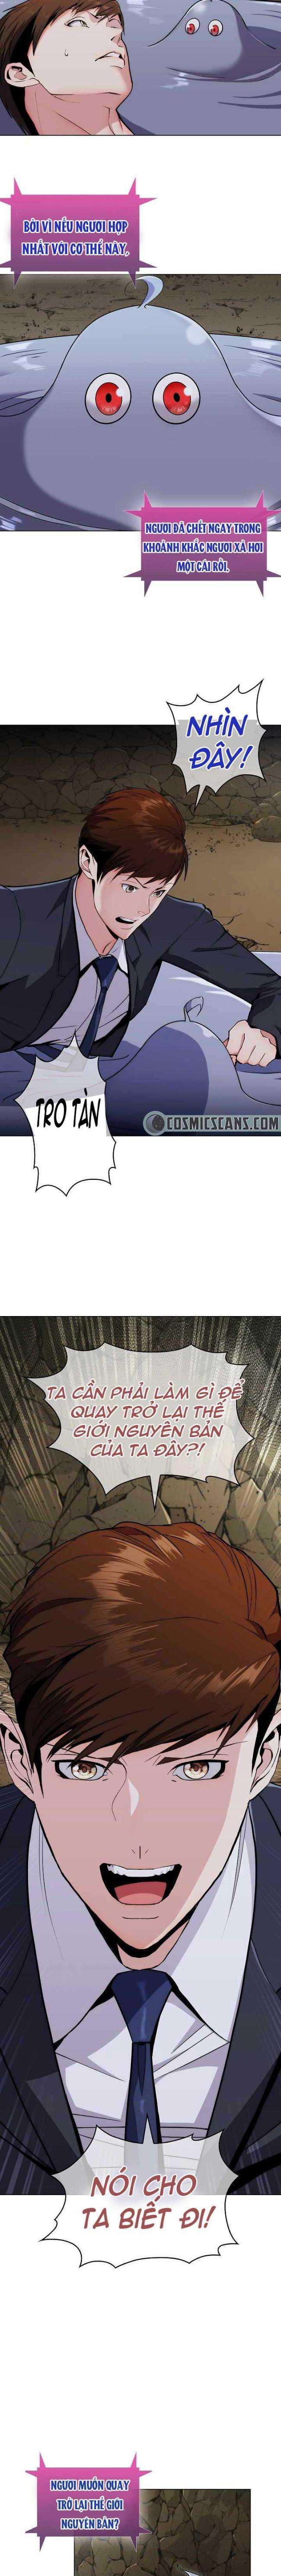 BỞI VÌ NẾU NGƯƠI HỢP
NHẤT VỚI CƠ THỂ NÀY,
NGƯƠI ĐÃ CHẾT NGAY TRONG
KHOẢNH KHẮC NGƯƠI XẢ HƠI
MỘT CÁI RỒI.
NHÌN
ĐÂY!
TRO TÀN
COSMICSCANS.COM
TA CẦN PHẢI LÀM GÌ ĐỂ
QUAY TRỞ LẠI THẾ
GIỚI NGUYÊN BẢN
CỦA TA ĐÂY?!
NÓI CHO
TA BIẾT ĐI!
NGƯƠI MUỐN QUAY
TRỞ LẠI THẾ GIỚI
NGUYÊN BẢN?